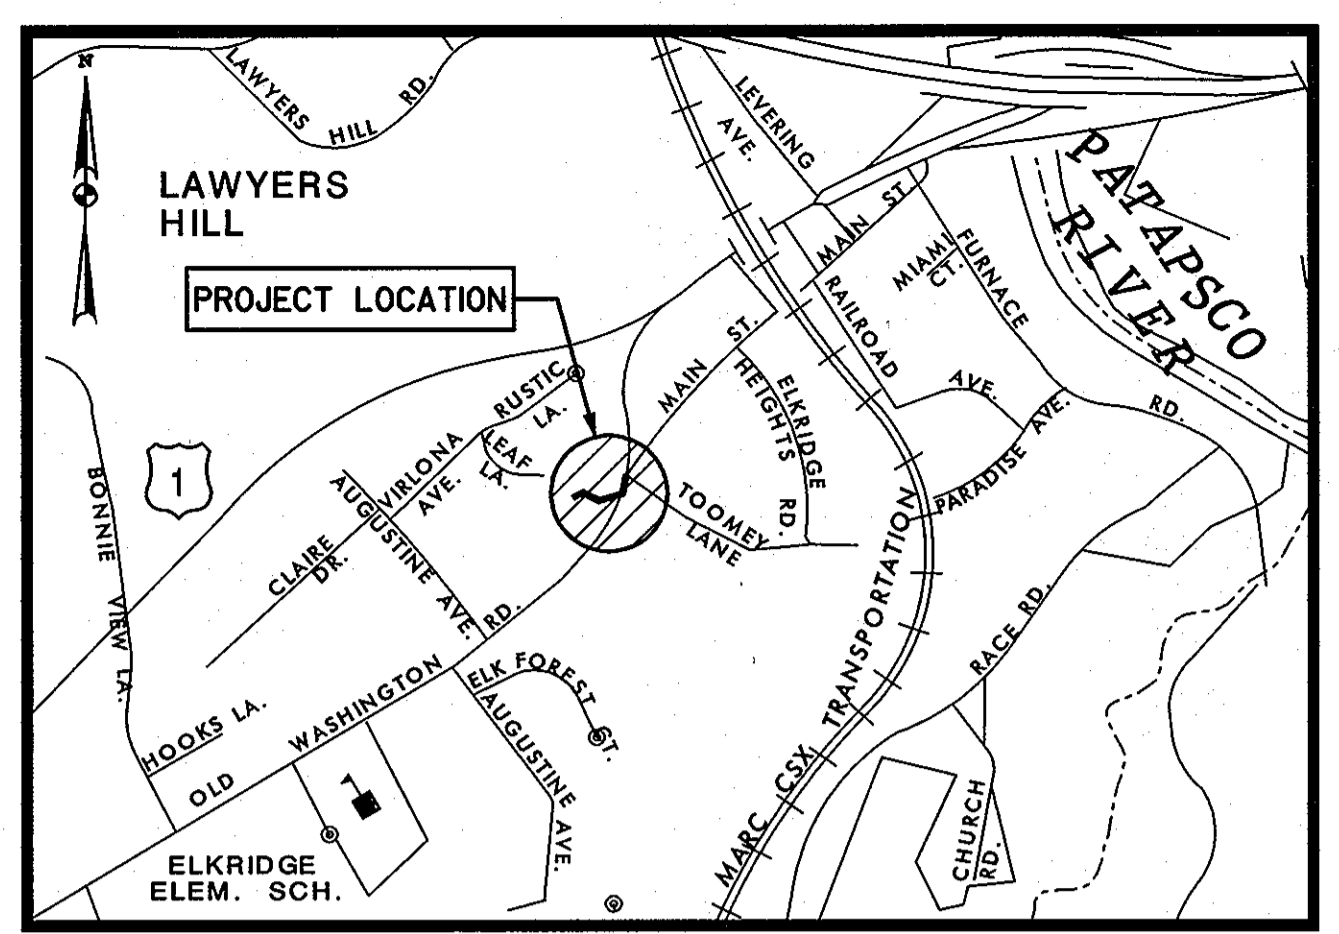 N
LAWYERS
HILL
RD.
LAWYERS
HILL
PROJECT LOCATION
LEVERING
AVE.
MAIN ST.
MIAMI
CT.
FURNACE
RD.
RAILROAD
AVE.
PATAPSCO
RIVER
MAIN ST.
ELKRIDGE
HEIGHTS
RD.
RUSTIC
LA.
LEAF
LA.
VIRLONA
AVE.
1
BONNIE VIEW LA.
AUGUSTINE AVE.
CLAIRE
DR.
TOOMEY
LANE
PARADISE AVE.
RACE RD.
MARC CSX TRANSPORTATION
HOOKS LA.
OLD WASHINGTON RD.
ELK FOREST CT.
AUGUSTINE AVE.
CHURCH
RD.
ELKRIDGE
ELEM. SCH.